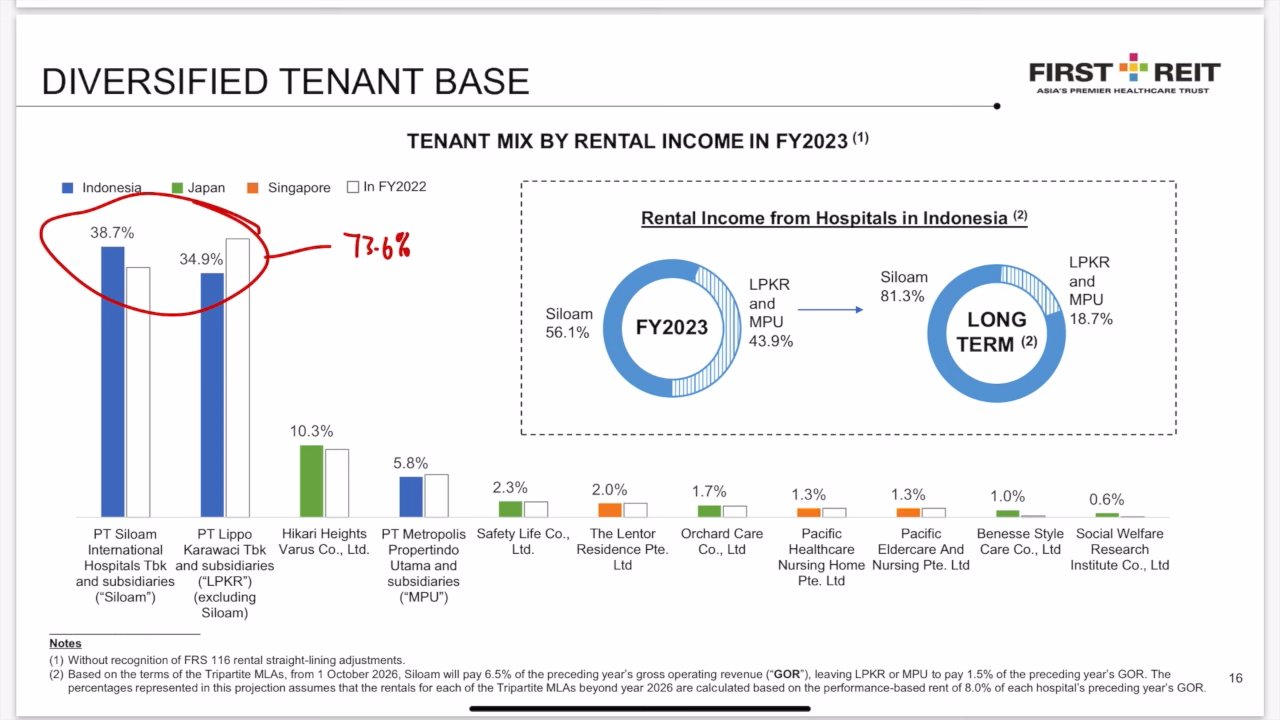 DIVERSIFIED TENANT BASE
FIRST REIT
ASIA'S PREMIER HEALTHCARE TRUST
TENANT MIX BY RENTAL INCOME IN FY2023 (1)
Indonesia
Japan
Singapore
In FY2022
38.7%
34.9%
73.6%
10.3%
5.8%
2.3%
2.0%
1.7%
1.3%
1.3%
1.0%
0.6%
Rental Income from Hospitals in Indonesia (2)
Siloam
56.1%
FY2023
LPKR
and
MPU
43.9%
Siloam
81.3%
LONG
TERM (2)
LPKR
and
MPU
18.7%
PT Siloam
International
Hospitals Tbk
and subsidiaries
("Siloam")
PT Lippo
Karawaci Tbk
and subsidiaries
("LPKR")
(excluding
Siloam)
Hikari Heights
Varus Co., Ltd.
PT Metropolis
Propertindo
Utama and
subsidiaries
("MPU")
Safety Life Co.,
Ltd.
The Lentor
Residence Pte.
Ltd
Orchard Care
Co., Ltd
Pacific
Healthcare
Nursing Home
Pte. Ltd
Pacific
Eldercare And
Nursing Pte. Ltd
Benesse Style
Care Co., Ltd
Social Welfare
Research
Institute Co., Ltd
Notes
(1) Without recognition of FRS 116 rental straight-lining adjustments.
(2) Based on the terms of the Tripartite MLAs, from 1 October 2026, Siloam will pay 6.5% of the preceding year's gross operating revenue ("GOR"), leaving LPKR or MPU to pay 1.5% of the preceding year's GOR. The
percentages represented in this projection assumes that the rentals for each of the Tripartite MLAs beyond year 2026 are calculated based on the performance-based rent of 8.0% of each hospital's preceding year's GOR.
16